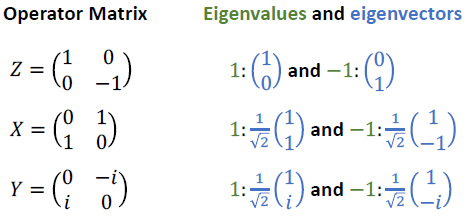 Operator Matrix Eigenvalues and eigenvectors
Z = (1 0 0 −1) 1: (1 0) and −1: (0 1)
X = (0 1 1 0) 1: 1/√2 (1 1) and −1: 1/√2 (1 −1)
Y = (0 −i i 0) 1: 1/√2 (1 i) and −1: 1/√2 (1 −i)